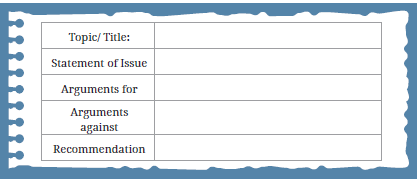 Topic/ Title:
Statement of Issue
Arguments for
Arguments
against
Recommendation